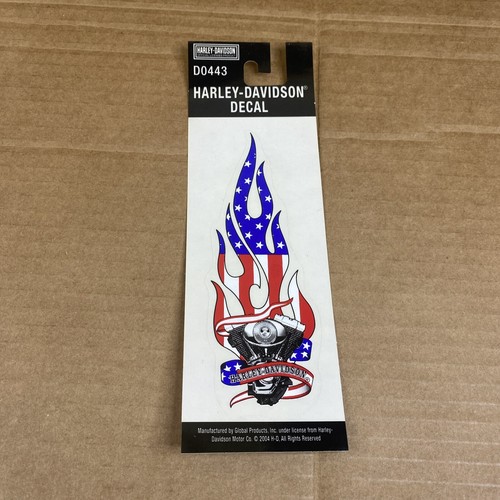 HARLEY-DAVIDSON
D0443
HARLEY-DAVIDSON®
DECAL
HARLEY-DAVIDSON
Manufactured by Global Products, Inc. under license from Harley-
Davidson Motor Co. © 2004 H-D, All Rights Reserved